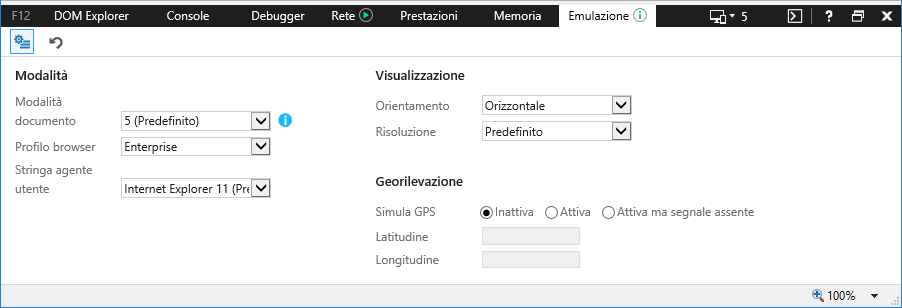 F12 DOM Explorer Console Debugger Rete Prestazioni Memoria Emulazione 5 ?
Modalità
Modalità documento 5 (Predefinito)
Profilo browser Enterprise
Stringa agente utente Internet Explorer 11 (Pre
Visualizzazione
Orientamento Orizzontale
Risoluzione Predefinito
Georilevazione
Simula GPS Inattiva Attiva Attiva ma segnale assente
Latitudine
Longitudine
100%